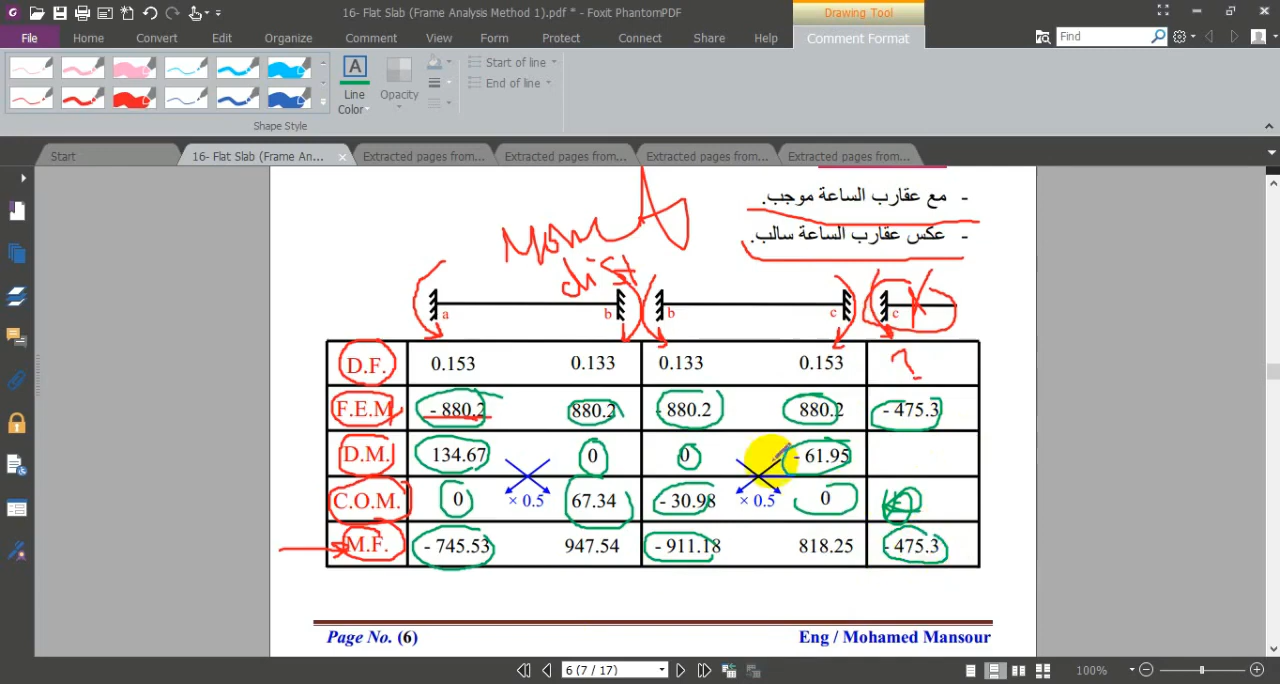 16- Flat Slab (Frame Analysis Method 1).pdf * - Foxit PhantomPDF
Drawing Tool
File Home Convert Edit Organize Comment View Form Protect Connect Share Help Comment Format Find
Line Color
Opacity
Start of line
End of line
Shape Style
Start 16- Flat Slab (Frame An... × Extracted pages from... Extracted pages from... Extracted pages from... Extracted pages from...
- مع عقارب الساعة موجب.
- عكس عقارب الساعة سالب.
Mom
dist
a b b c c
D.F. 0.153 0.133 0.133 0.153 ?
F.E.M. - 880.2 880.2 - 880.2 880.2 - 475.3
D.M. 134.67 0 0 - 61.95
C.O.M. 0 × 0.5 67.34 - 30.98 × 0.5 0
M.F. - 745.53 947.54 - 911.18 818.25 - 475.3
Page No. (6) Eng / Mohamed Mansour
6 (7 / 17) 100%